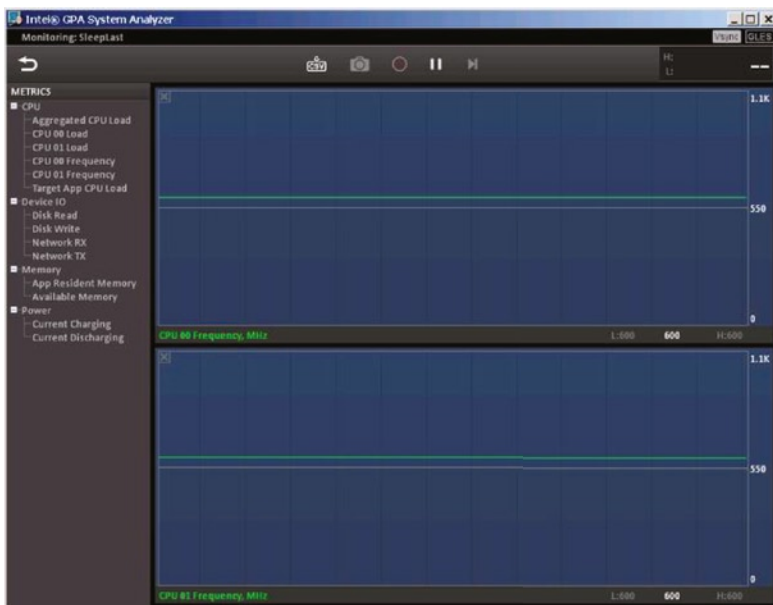 Intel® GPA System Analyzer
Monitoring: SleepLast
Vsync GLES
CSV
H:
L:
--
METRICS
CPU
Aggregated CPU Load
CPU 00 Load
CPU 01 Load
CPU 00 Frequency
CPU 01 Frequency
Target App CPU Load
Device IO
Disk Read
Disk Write
Network RX
Network TX
Memory
App Resident Memory
Available Memory
Power
Current Charging
Current Discharging
1.1K
550
0
CPU 00 Frequency, MHz L:600 600 H:600
1.1K
550
0
CPU 01 Frequency, MHz L:600 600 H:600